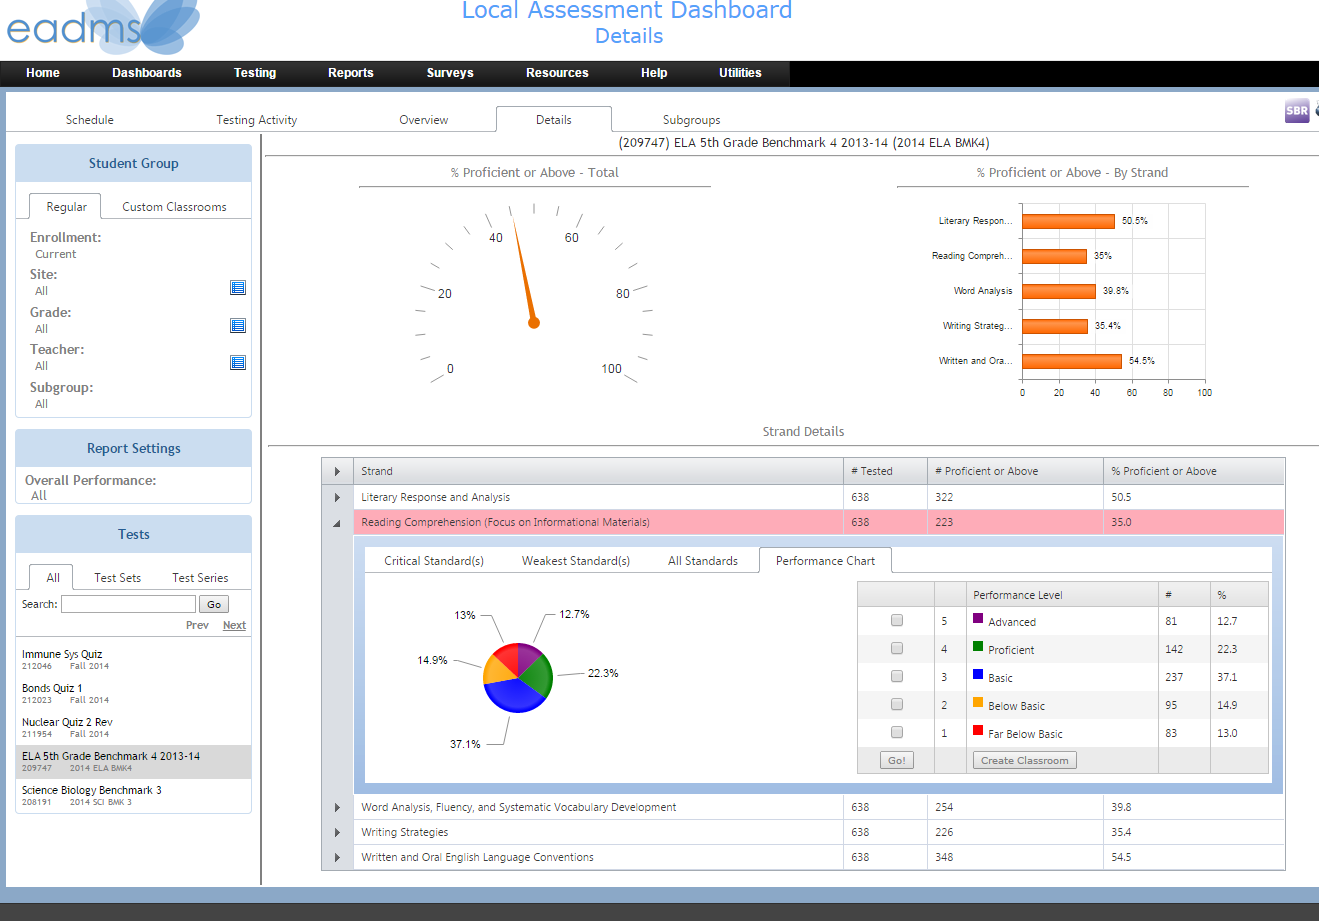 eadms
Local Assessment Dashboard
Details
Home Dashboards Testing Reports Surveys Resources Help Utilities
SBR
Schedule Testing Activity Overview Details Subgroups
(209747) ELA 5th Grade Benchmark 4 2013-14 (2014 ELA BMK4)
Student Group
Regular Custom Classrooms
Enrollment:
Current
Site:
All
Grade:
All
Teacher:
All
Subgroup:
All
Report Settings
Overall Performance:
All
Tests
All Test Sets Test Series
Search: Go
Prev Next
Immune Sys Quiz
212046 Fall 2014
Bonds Quiz 1
212023 Fall 2014
Nuclear Quiz 2 Rev
211954 Fall 2014
ELA 5th Grade Benchmark 4 2013-14
209747 2014 ELA BMK4
Science Biology Benchmark 3
208191 2014 SCI BMK 3
% Proficient or Above - Total
0 20 40 60 80 100
% Proficient or Above - By Strand
Literary Respon... 50.5%
Reading Compreh... 35%
Word Analysis 39.8%
Writing Strateg... 35.4%
Written and Ora... 54.5%
0 20 40 60 80 100
Strand Details
Strand # Tested # Proficient or Above % Proficient or Above
Literary Response and Analysis 638 322 50.5
Reading Comprehension (Focus on Informational Materials) 638 223 35.0
Critical Standard(s) Weakest Standard(s) All Standards Performance Chart
13% 12.7%
14.9% 22.3%
37.1%
Performance Level # %
5 Advanced 81 12.7
4 Proficient 142 22.3
3 Basic 237 37.1
2 Below Basic 95 14.9
1 Far Below Basic 83 13.0
Go! Create Classroom
Word Analysis, Fluency, and Systematic Vocabulary Development 638 254 39.8
Writing Strategies 638 226 35.4
Written and Oral English Language Conventions 638 348 54.5